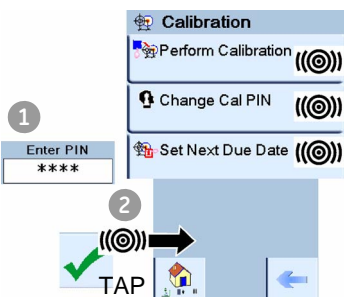 Calibration
Perform Calibration
Change Cal PIN
1
Enter PIN
****
Set Next Due Date
2
TAP